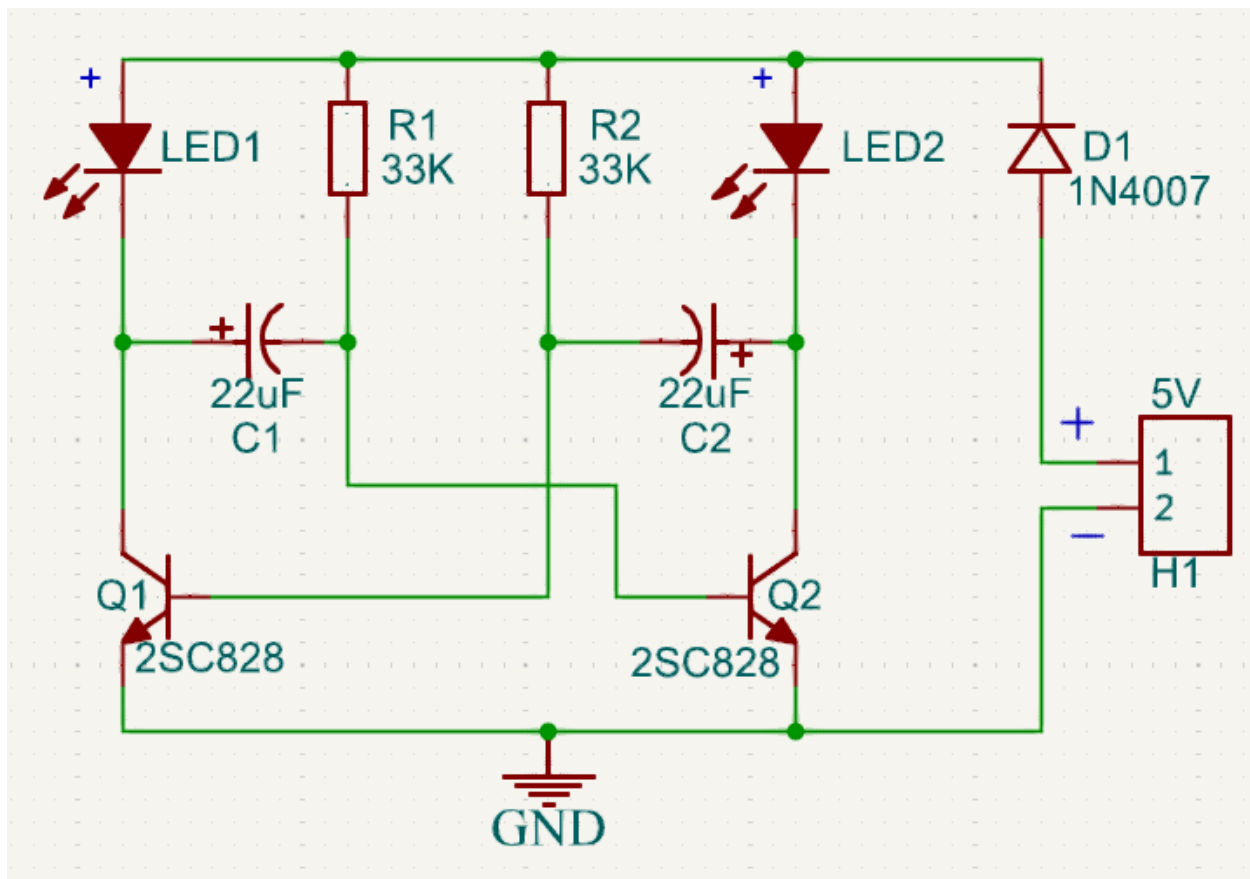 +
LED1
R1
33K
R2
33K
+
LED2
D1
1N4007
+
22uF
C1
+
22uF
C2
5V
+
1
2
−
H1
Q1
2SC828
Q2
2SC828
GND